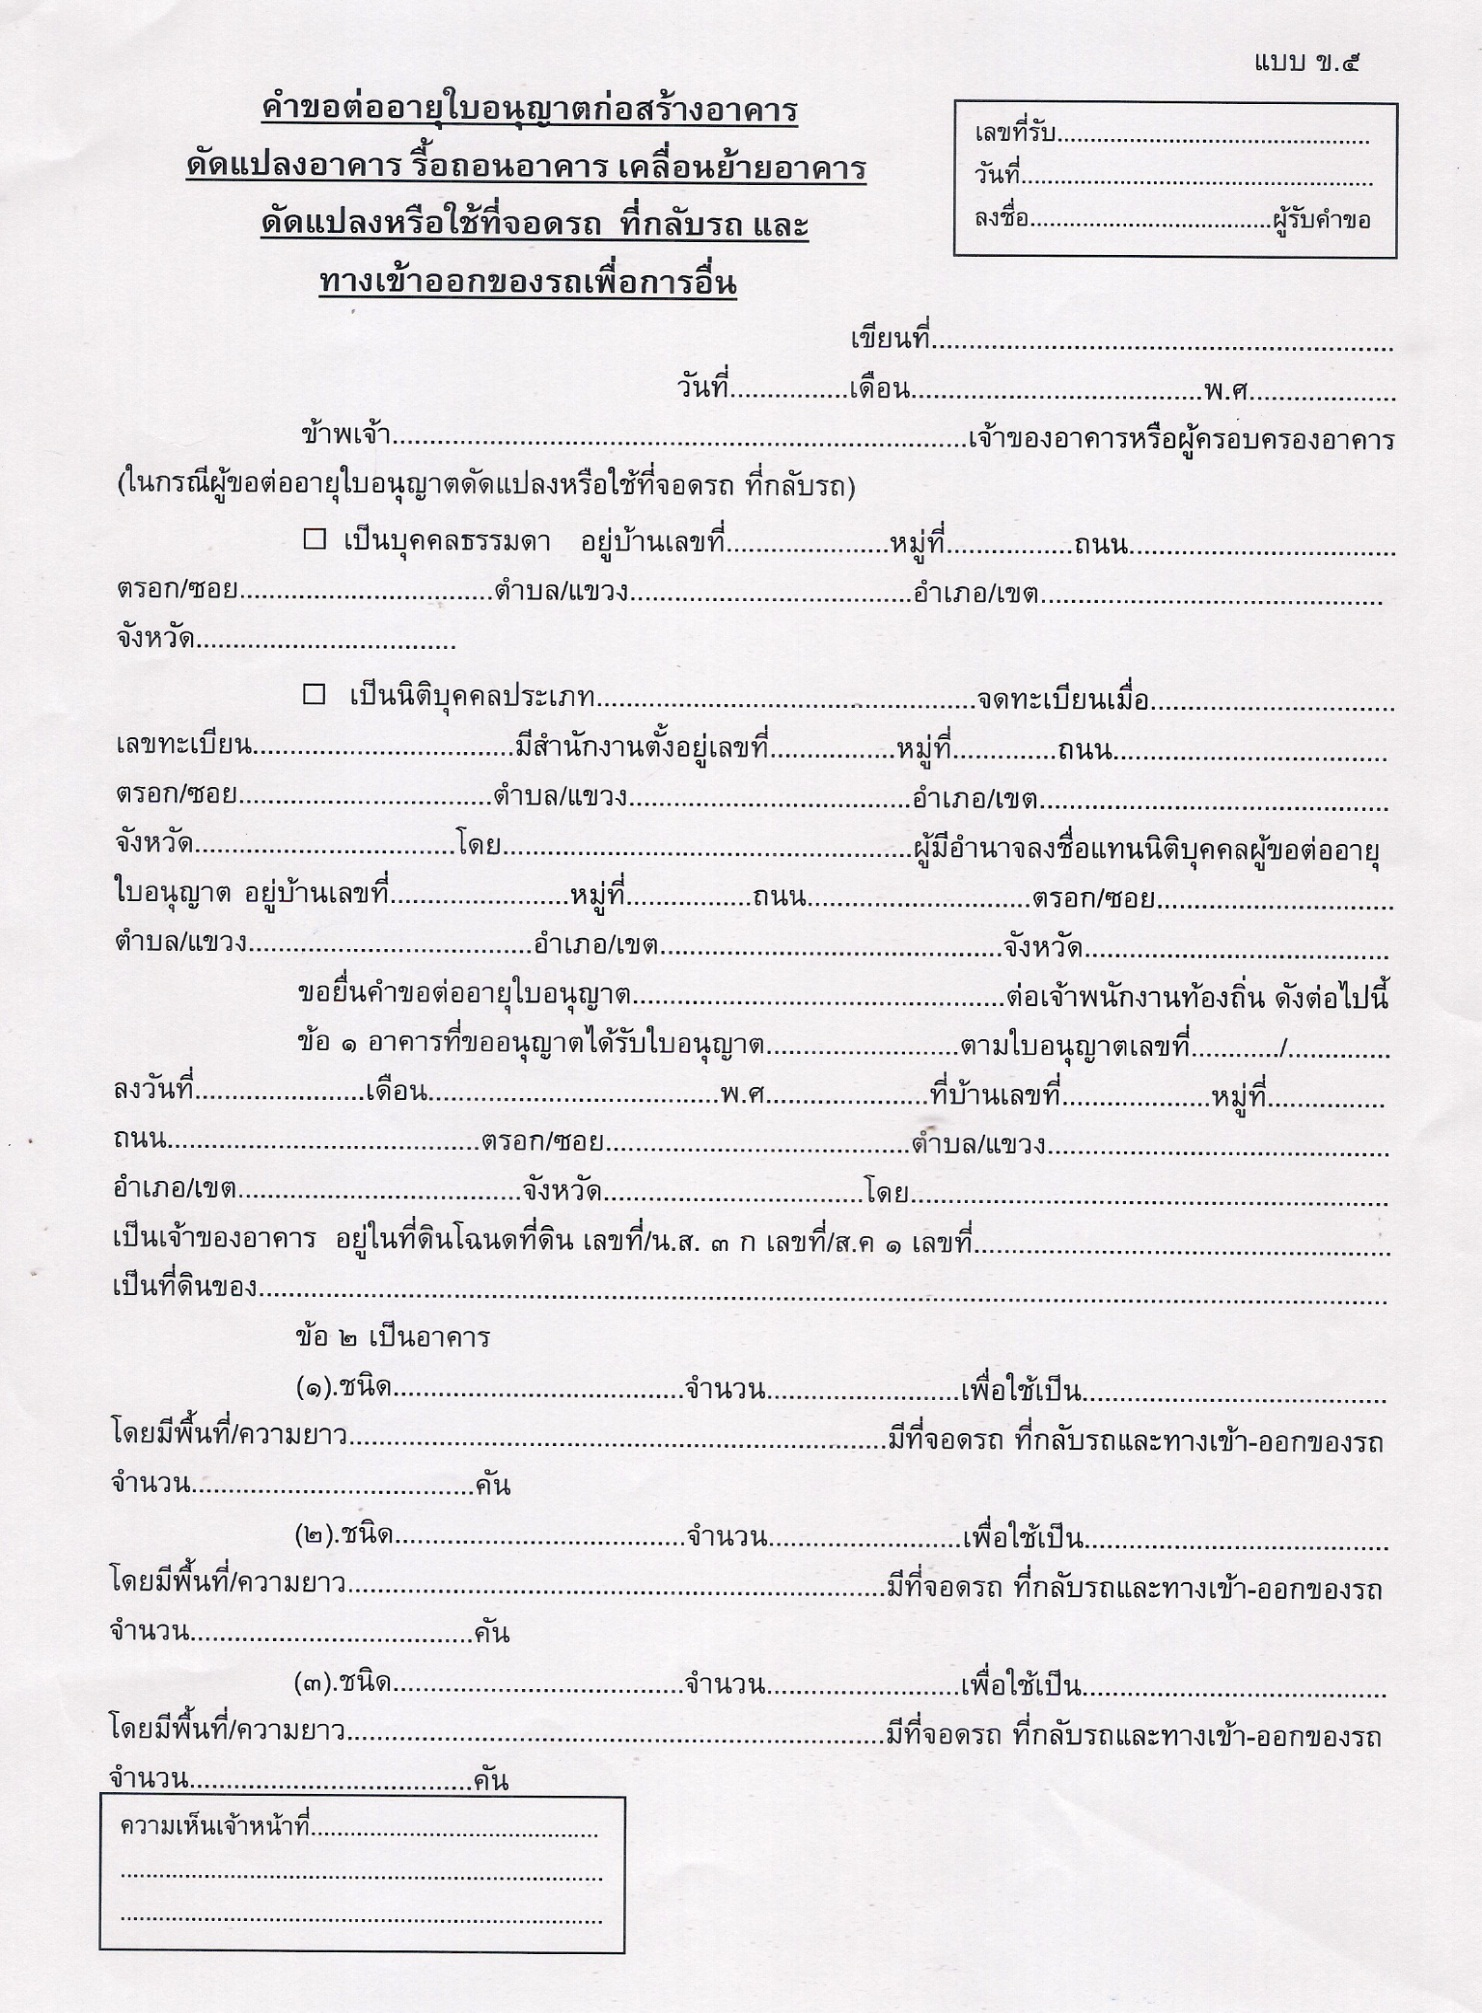 แบบ ข.๕
คำขอต่ออายุใบอนุญาตก่อสร้างอาคาร
ดัดแปลงอาคาร รื้อถอนอาคาร เคลื่อนย้ายอาคาร
ดัดแปลงหรือใช้ที่จอดรถ ที่กลับรถ และ
ทางเข้าออกของรถเพื่อการอื่น
เลขที่รับ................................................
วันที่......................................................
ลงชื่อ.....................................ผู้รับคำขอ
เขียนที่..............................................................
วันที่................เดือน.......................................พ.ศ....................
ข้าพเจ้า.............................................................................เจ้าของอาคารหรือผู้ครอบครองอาคาร
(ในกรณีผู้ขอต่ออายุใบอนุญาตดัดแปลงหรือใช้ที่จอดรถ ที่กลับรถ)
☐ เป็นบุคคลธรรมดา อยู่บ้านเลขที่......................หมู่ที่.................ถนน....................................
ตรอก/ซอย..................................ตำบล/แขวง......................................อำเภอ/เขต..............................................
จังหวัด...................................
☐ เป็นนิติบุคคลประเภท...................................................จดทะเบียนเมื่อ.................................
เลขทะเบียน...................................มีสำนักงานตั้งอยู่เลขที่.................หมู่ที่..............ถนน.....................................
ตรอก/ซอย..................................ตำบล/แขวง......................................อำเภอ/เขต...............................................
จังหวัด...................................โดย.......................................................ผู้มีอำนาจลงชื่อแทนนิติบุคคลผู้ขอต่ออายุ
ใบอนุญาต อยู่บ้านเลขที่........................หมู่ที่.................ถนน..............................ตรอก/ซอย................................
ตำบล/แขวง......................................อำเภอ/เขต..............................................จังหวัด.........................................
ขอยื่นคำขอต่ออายุใบอนุญาต..................................................ต่อเจ้าพนักงานท้องถิ่น ดังต่อไปนี้
ข้อ ๑ อาคารที่ขออนุญาตได้รับใบอนุญาต..........................ตามใบอนุญาตเลขที่............/..............
ลงวันที่.......................เดือน.......................................พ.ศ......................ที่บ้านเลขที่....................หมู่ที่................
ถนน..........................................ตรอก/ซอย.........................................ตำบล/แขวง..............................................
อำเภอ/เขต......................................จังหวัด...................................โดย................................................................
เป็นเจ้าของอาคาร อยู่ในที่ดินโฉนดที่ดิน เลขที่/น.ส. ๓ ก เลขที่/ส.ค ๑ เลขที่........................................................
เป็นที่ดินของ.......................................................................................................................................................
ข้อ ๒ เป็นอาคาร
(๑).ชนิด.......................................จำนวน..........................เพื่อใช้เป็น.........................................
โดยมีพื้นที่/ความยาว........................................................................มีที่จอดรถ ที่กลับรถและทางเข้า-ออกของรถ
จำนวน......................................คัน
(๒).ชนิด.......................................จำนวน..........................เพื่อใช้เป็น.........................................
โดยมีพื้นที่/ความยาว........................................................................มีที่จอดรถ ที่กลับรถและทางเข้า-ออกของรถ
จำนวน......................................คัน
(๓).ชนิด.......................................จำนวน..........................เพื่อใช้เป็น.........................................
โดยมีพื้นที่/ความยาว........................................................................มีที่จอดรถ ที่กลับรถและทางเข้า-ออกของรถ
จำนวน......................................คัน
ความเห็นเจ้าหน้าที่............................................
..........................................................................
..........................................................................